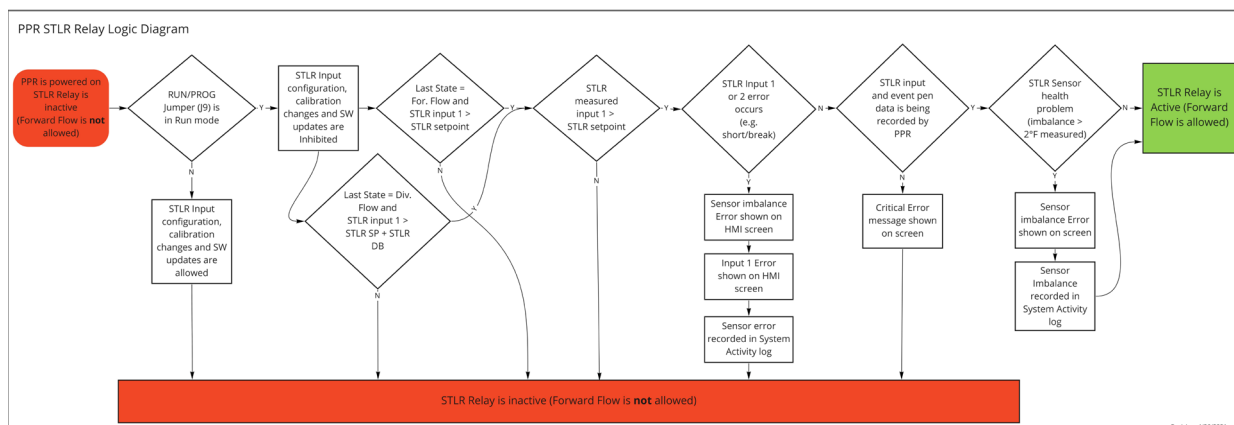 PPR STLR Relay Logic Diagram
PPR is powered on
STLR Relay is
inactive
(Forward Flow is not
allowed)
RUN/PROG
Jumper (J9) is
in Run mode
Y
N
STLR Input
configuration,
calibration
changes and SW
updates are
allowed
STLR Input
configuration,
calibration
changes and SW
updates are
Inhibited
Last State =
For. Flow and
STLR input 1 >
STLR setpoint
Y
N
Last State = Div.
Flow and
STLR input 1 >
STLR SP + STLR
DB
Y
N
STLR
measured
input 1 >
STLR setpoint
Y
N
STLR Input 1
or 2 error
occurs
(e.g.
short/break)
N
Y
Sensor imbalance
Error shown on
HMI screen
Input 1 Error
shown on HMI
screen
Sensor error
recorded in System
Activity log
STLR input
and event pen
data is being
recorded by
PPR
Y
N
Critical Error
message shown
on screen
STLR Sensor
health
problem
(imbalance >
2°F measured)
N
Y
Sensor
imbalance Error
shown on screen
Sensor
Imbalance
recorded in
System Activity
log
STLR Relay is
Active (Forward
Flow is allowed)
STLR Relay is inactive (Forward Flow is not allowed)